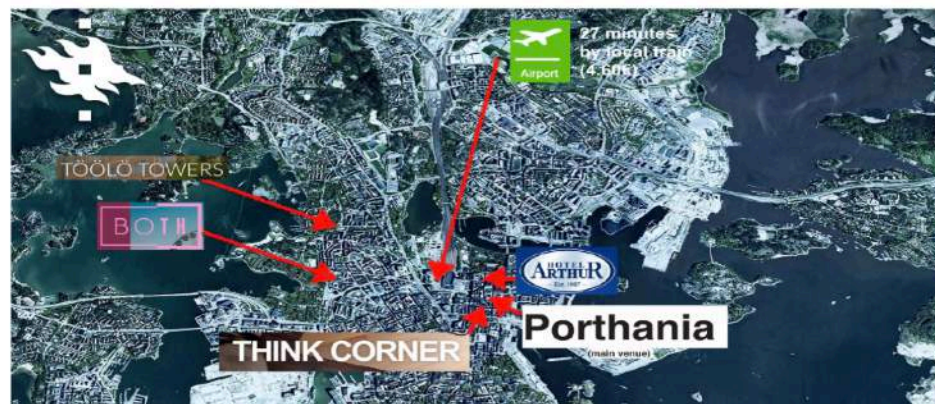 27 minutes
by local train
(4,60€)
Airport
TÖÖLÖ TOWERS
BOTH
HOTEL
ARTHUR
Est. 1907
Porthania
(main venue)
THINK CORNER